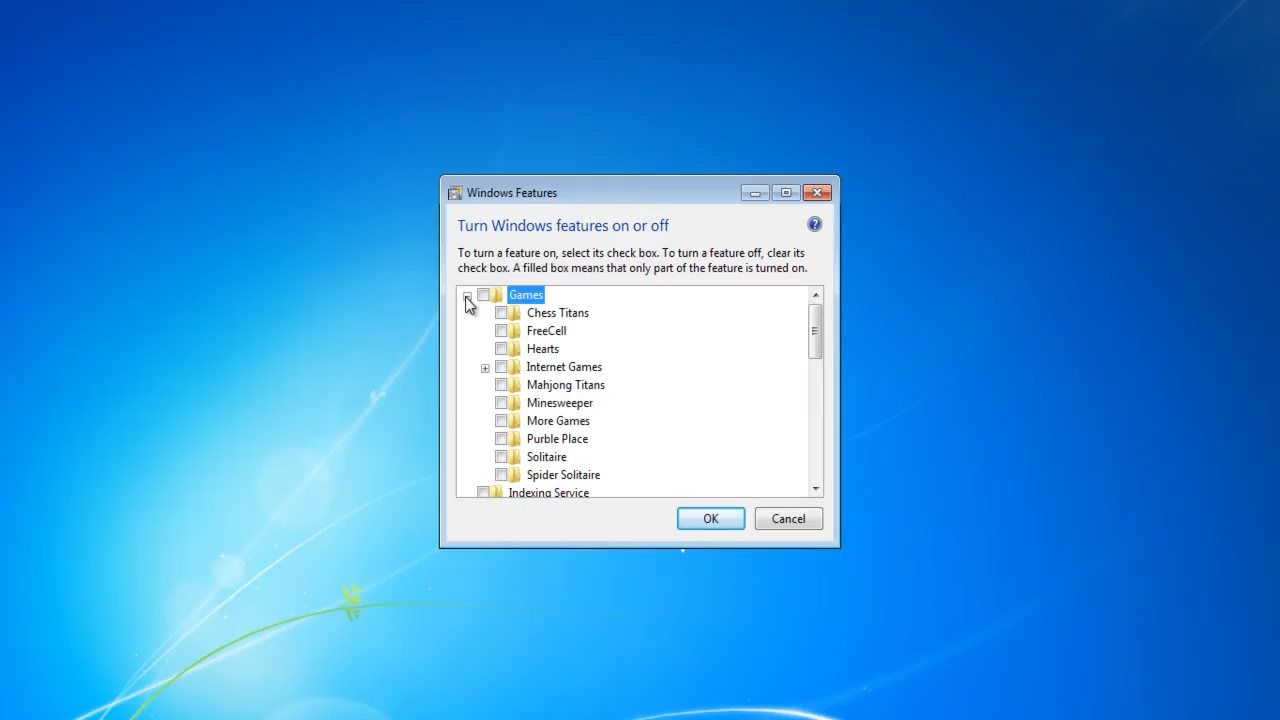 Windows Features
Turn Windows features on or off
To turn a feature on, select its check box. To turn a feature off, clear its
check box. A filled box means that only part of the feature is turned on.
Games
Chess Titans
FreeCell
Hearts
Internet Games
Mahjong Titans
Minesweeper
More Games
Purble Place
Solitaire
Spider Solitaire
Indexing Service
OK
Cancel